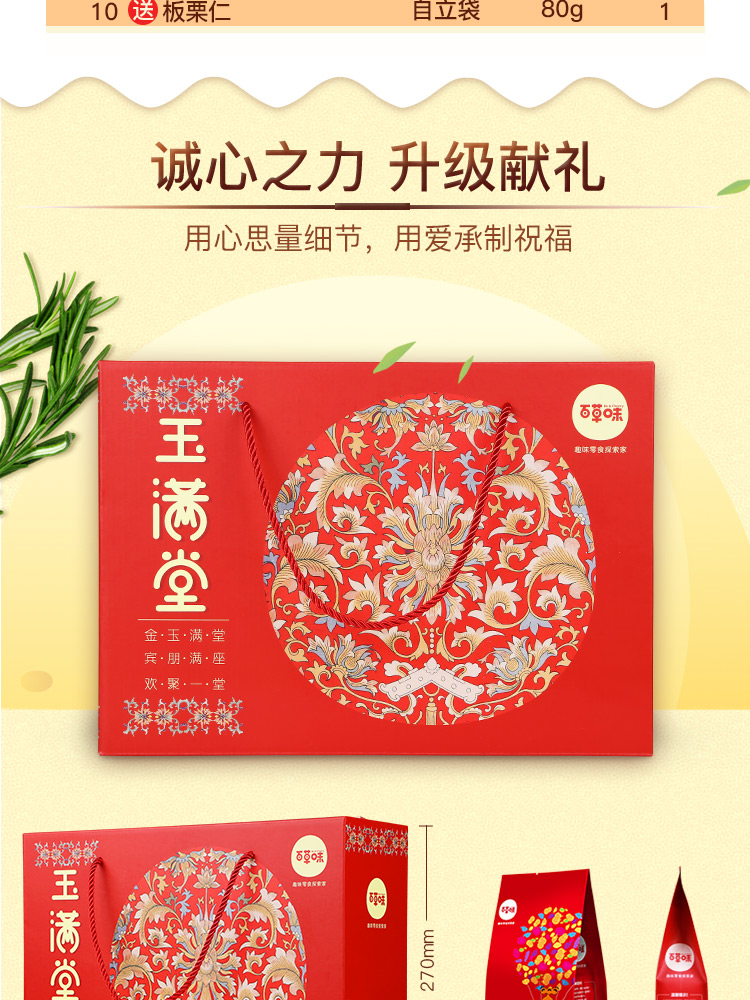 10 送 板栗仁 自立袋 80g 1
诚心之力 升级献礼
用心思量细节，用爱承制祝福
百草味
趣味零食探索家
玉满堂
金·玉·满·堂
宾·朋·满·座
欢·聚·一·堂
百草味
趣味零食探索家
玉满
百草味
270mm
百草味
百草味